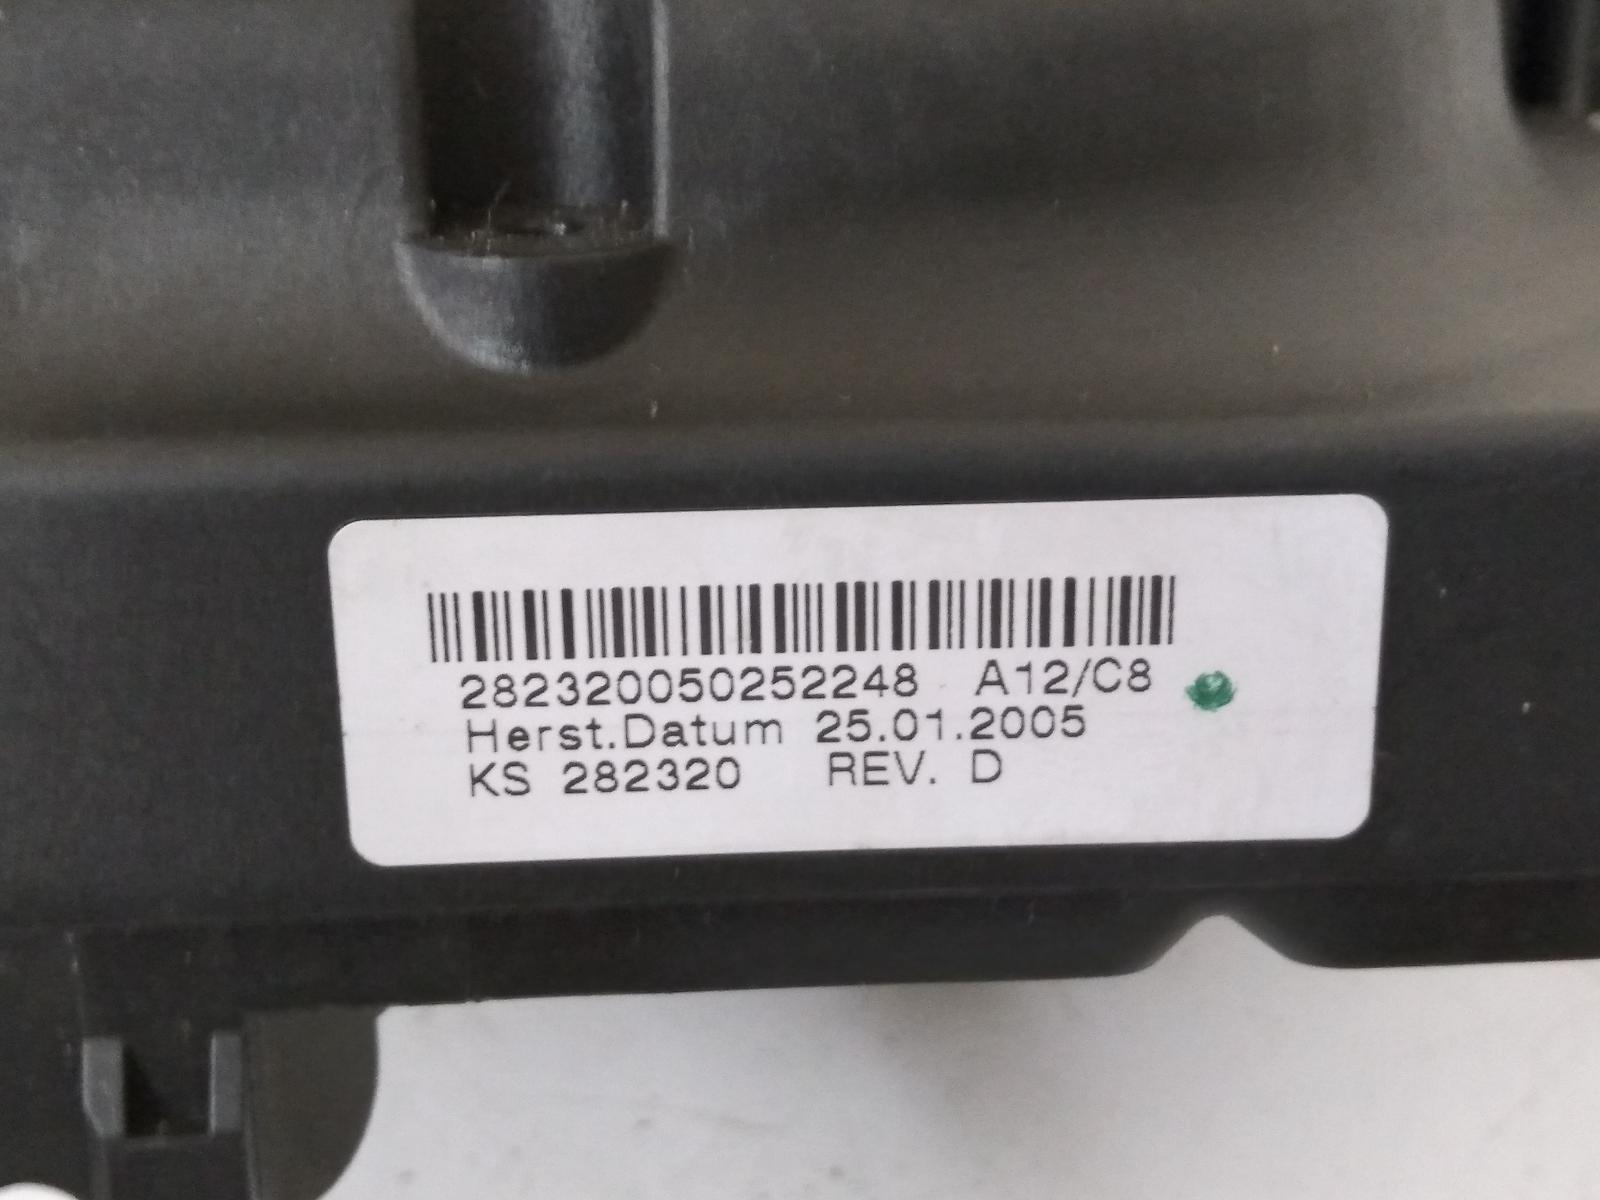 282320050252248 A12/C8
Herst.Datum 25.01.2005
KS 282320 REV. D